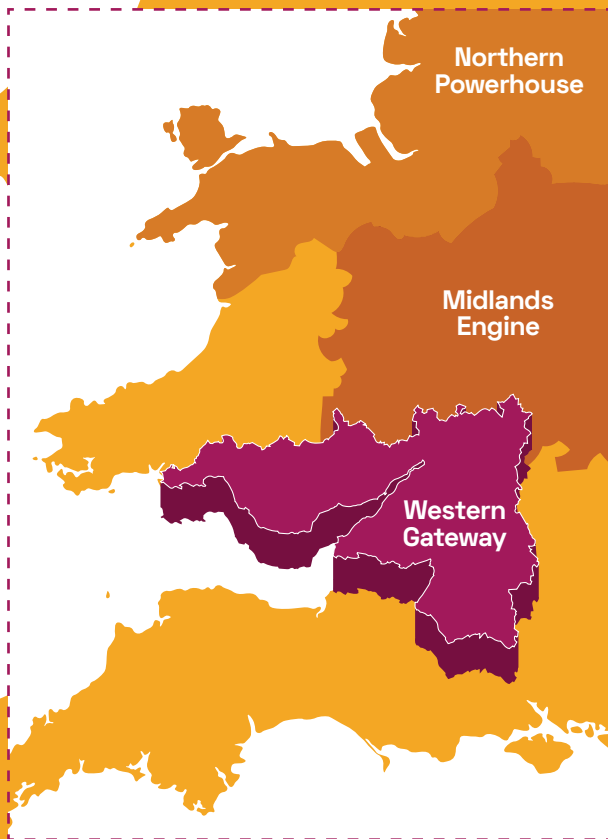 Northern
Powerhouse
Midlands
Engine
Western
Gateway